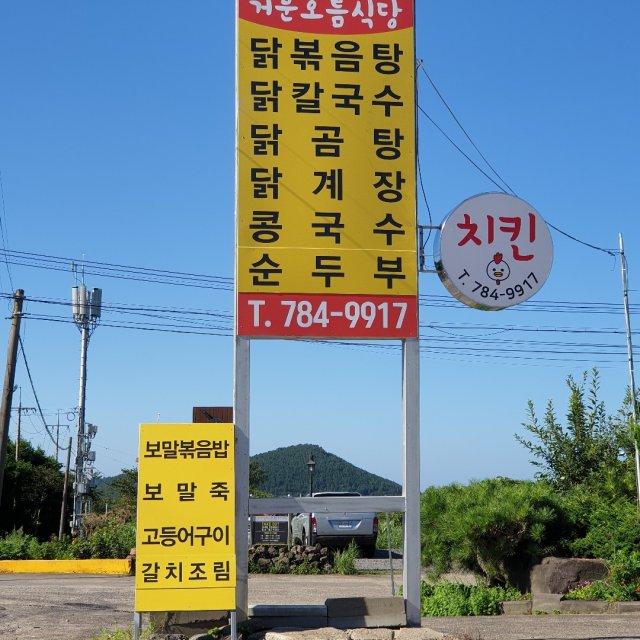 거문오름식당
닭볶음탕
닭칼국수
닭곰탕
닭계장
콩국수
순두부
T. 784-9917
치킨
T. 784-9917
보말볶음밥
보말죽
고등어구이
갈치조림